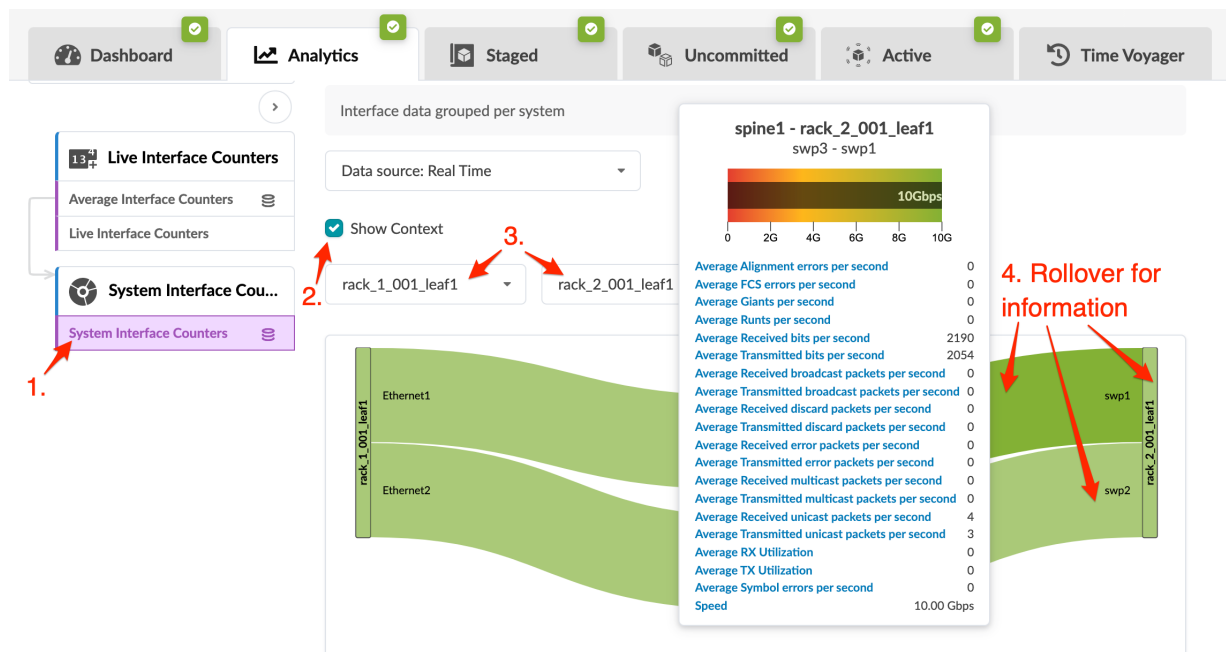 Dashboard
Analytics
Staged
Uncommitted
Active
Time Voyager
Interface data grouped per system
Live Interface Counters
Average Interface Counters
Live Interface Counters
System Interface Cou...
System Interface Counters
1.
Data source: Real Time
Show Context
2.
3.
rack_1_001_leaf1
rack_2_001_leaf1
spine1 - rack_2_001_leaf1
swp3 - swp1
10Gbps
0 2G 4G 6G 8G 10G
Average Alignment errors per second 0
Average FCS errors per second 0
Average Giants per second 0
Average Runts per second 0
Average Received bits per second 2190
Average Transmitted bits per second 2054
Average Received broadcast packets per second 0
Average Transmitted broadcast packets per second 0
Average Received discard packets per second 0
Average Transmitted discard packets per second 0
Average Received error packets per second 0
Average Transmitted error packets per second 0
Average Received multicast packets per second 0
Average Transmitted multicast packets per second 0
Average Received unicast packets per second 4
Average Transmitted unicast packets per second 3
Average RX Utilization 0
Average TX Utilization 0
Average Symbol errors per second 0
Speed 10.00 Gbps
4. Rollover for
information
rack_1_001_leaf1
Ethernet1
Ethernet2
swp1
swp2
rack_2_001_leaf1